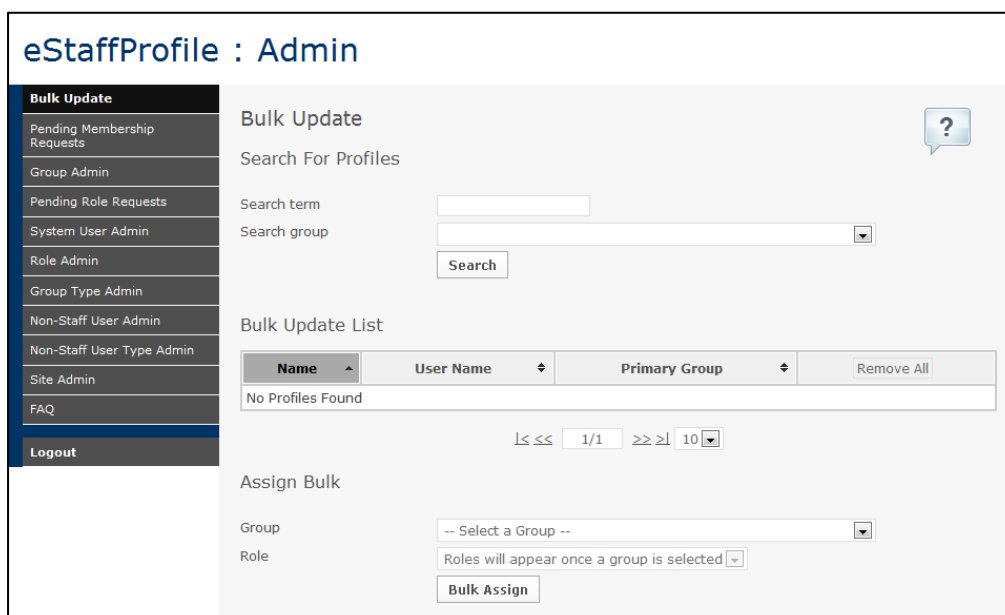 eStaffProfile : Admin
Bulk Update
Pending Membership
Requests
Group Admin
Pending Role Requests
System User Admin
Role Admin
Group Type Admin
Non-Staff User Admin
Non-Staff User Type Admin
Site Admin
FAQ
Logout
Bulk Update
?
Search For Profiles
Search term
Search group
Search
Bulk Update List
Name User Name Primary Group Remove All
No Profiles Found
|< << 1/1 >> >| 10
Assign Bulk
Group -- Select a Group --
Role Roles will appear once a group is selected
Bulk Assign